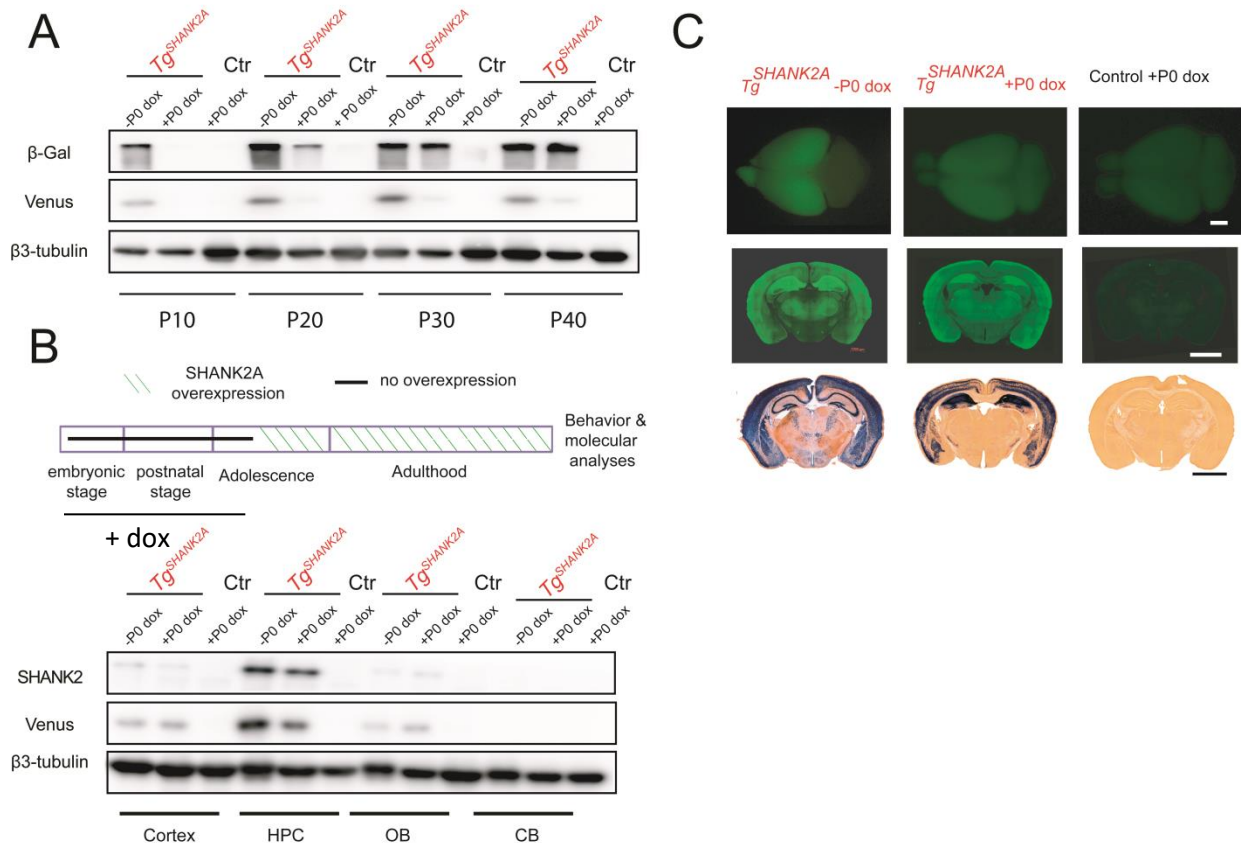 A
Tg^SHANK2A Ctr Tg^SHANK2A Ctr Tg^SHANK2A Ctr Tg^SHANK2A Ctr
-P0 dox +P0 dox +P0 dox -P0 dox +P0 dox + P0 dox -P0 dox +P0 dox +P0 dox -P0 dox +P0 dox +P0 dox
β-Gal
Venus
β3-tubulin
P10 P20 P30 P40
B
SHANK2A
overexpression
no overexpression
embryonic
stage
postnatal
stage
Adolescence
Adulthood
Behavior &
molecular
analyses
+ dox
Tg^SHANK2A Ctr Tg^SHANK2A Ctr Tg^SHANK2A Ctr Tg^SHANK2A Ctr
-P0 dox +P0 dox +P0 dox -P0 dox +P0 dox +P0 dox -P0 dox +P0 dox +P0 dox -P0 dox +P0 dox +P0 dox
SHANK2
Venus
β3-tubulin
Cortex HPC OB CB
C
Tg^SHANK2A -P0 dox
Tg^SHANK2A +P0 dox
Control +P0 dox